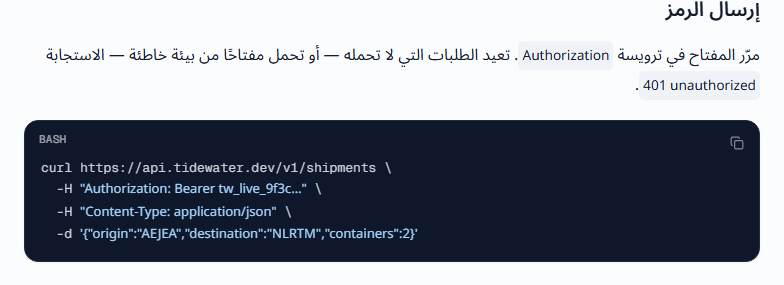 إرسال الرمز
مرّر المفتاح في ترويسة Authorization. تعيد الطلبات التي لا تحمله — أو تحمل مفتاحًا من بيئة خاطئة — الاستجابة
401 unauthorized.
BASH
curl https://api.tidewater.dev/v1/shipments \
  -H "Authorization: Bearer tw_live_9f3c…" \
  -H "Content-Type: application/json" \
  -d '{"origin":"AEJEA","destination":"NLRTM","containers":2}'